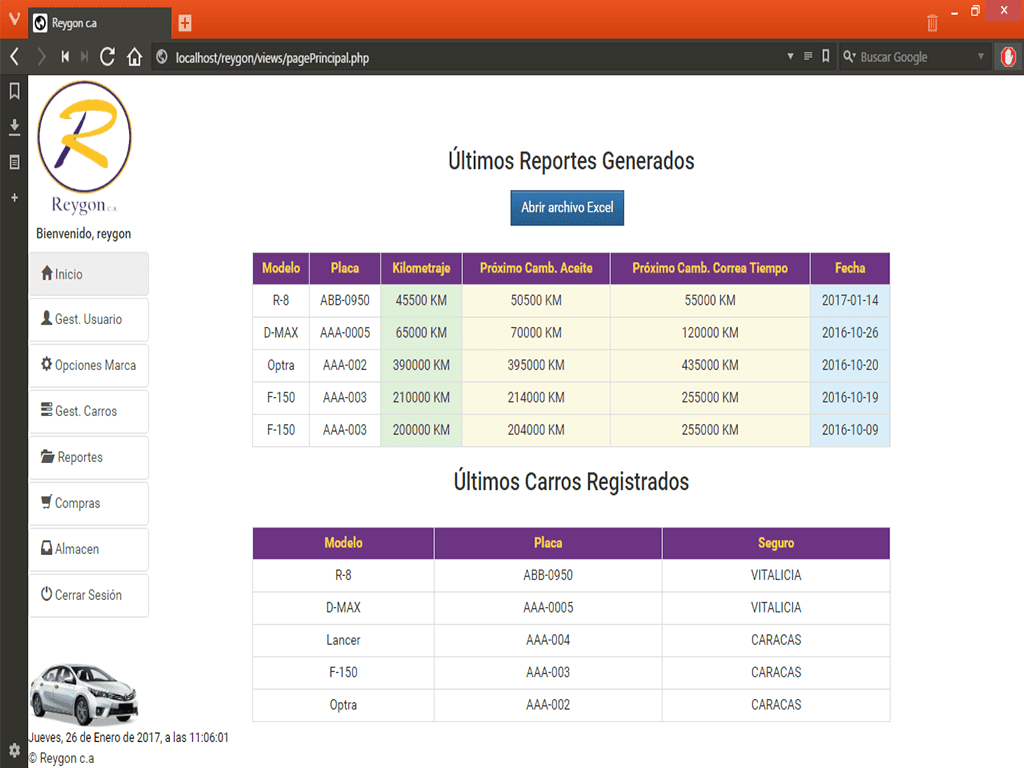 Reygon c.a
localhost/reygon/views/pagePrincipal.php
Buscar Google
R
Reygon c.a.
Bienvenido, reygon
Inicio
Gest. Usuario
Opciones Marca
Gest. Carros
Reportes
Compras
Almacen
Cerrar Sesión
Jueves, 26 de Enero de 2017, a las 11:06:01
© Reygon c.a
Últimos Reportes Generados
Abrir archivo Excel
Modelo Placa Kilometraje Próximo Camb. Aceite Próximo Camb. Correa Tiempo Fecha
R-8 ABB-0950 45500 KM 50500 KM 55000 KM 2017-01-14
D-MAX AAA-0005 65000 KM 70000 KM 120000 KM 2016-10-26
Optra AAA-002 390000 KM 395000 KM 435000 KM 2016-10-20
F-150 AAA-003 210000 KM 214000 KM 255000 KM 2016-10-19
F-150 AAA-003 200000 KM 204000 KM 255000 KM 2016-10-09
Últimos Carros Registrados
Modelo Placa Seguro
R-8 ABB-0950 VITALICIA
D-MAX AAA-0005 VITALICIA
Lancer AAA-004 CARACAS
F-150 AAA-003 CARACAS
Optra AAA-002 CARACAS